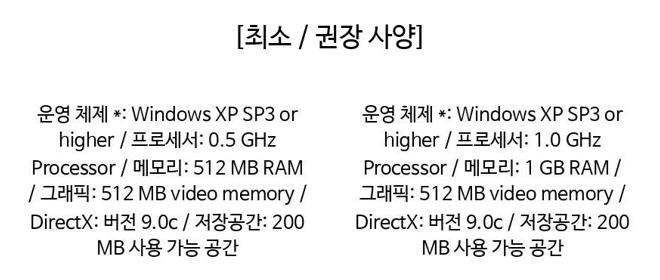 [최소 / 권장 사양]
운영 체제 *: Windows XP SP3 or
higher / 프로세서: 0.5 GHz
Processor / 메모리: 512 MB RAM
/ 그래픽: 512 MB video memory /
DirectX: 버전 9.0c / 저장공간: 200
MB 사용 가능 공간
운영 체제 *: Windows XP SP3 or
higher / 프로세서: 1.0 GHz
Processor / 메모리: 1 GB RAM /
그래픽: 512 MB video memory /
DirectX: 버전 9.0c / 저장공간: 200
MB 사용 가능 공간